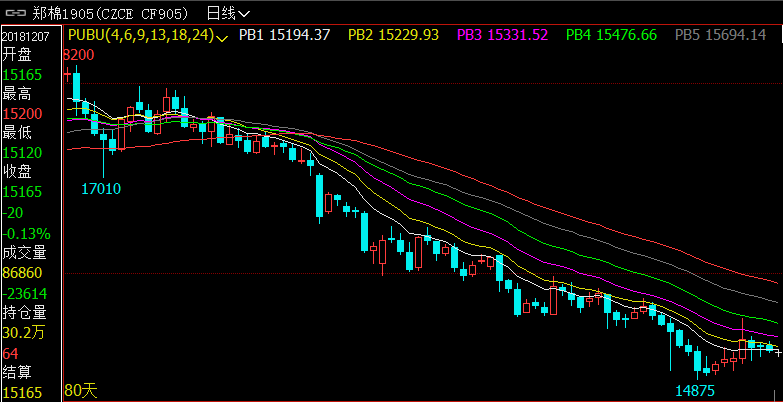 郑棉1905(CZCE CF905) 日线
20181207
PUBU(4,6,9,13,18,24) PB1 15194.37 PB2 15229.93 PB3 15331.52 PB4 15476.66 PB5 15694.14
开盘
8200
15165
最高
15200
最低
15120
收盘
17010
15165
-20
-0.13%
成交量
86860
-23614
持仓量
30.2万
64
结算
15165
80天
14875